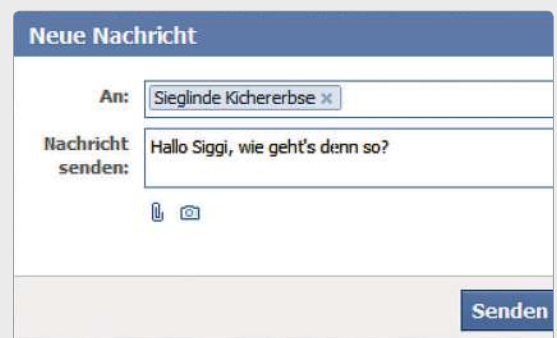 Neue Nachricht
An: Sieglinde Kichererbse ×
Nachricht senden: Hallo Siggi, wie geht's denn so?
Senden